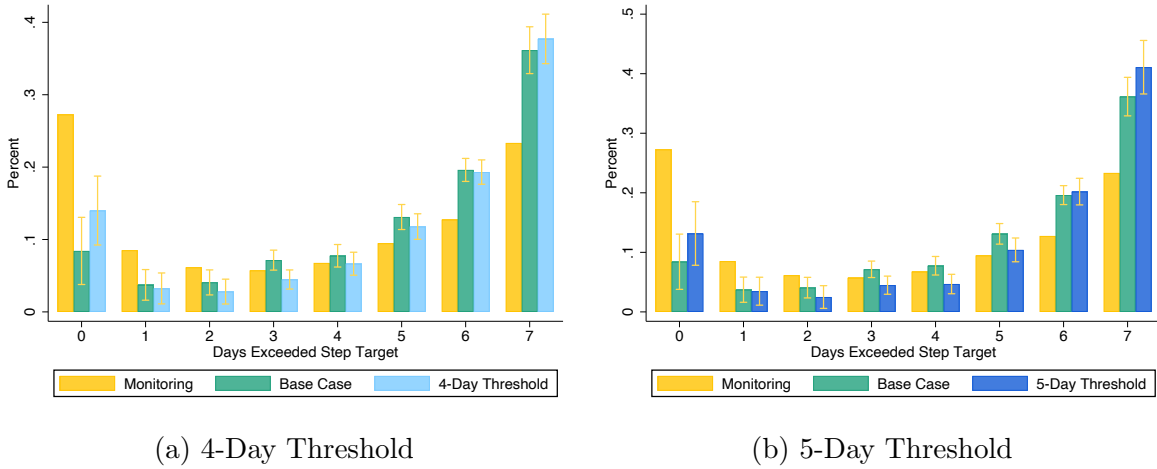 Percent
.4
.3
.2
.1
0
0 1 2 3 4 5 6 7
Days Exceeded Step Target
Monitoring Base Case 4-Day Threshold
(a) 4-Day Threshold
Percent
.5
.4
.3
.2
.1
0
0 1 2 3 4 5 6 7
Days Exceeded Step Target
Monitoring Base Case 5-Day Threshold
(b) 5-Day Threshold